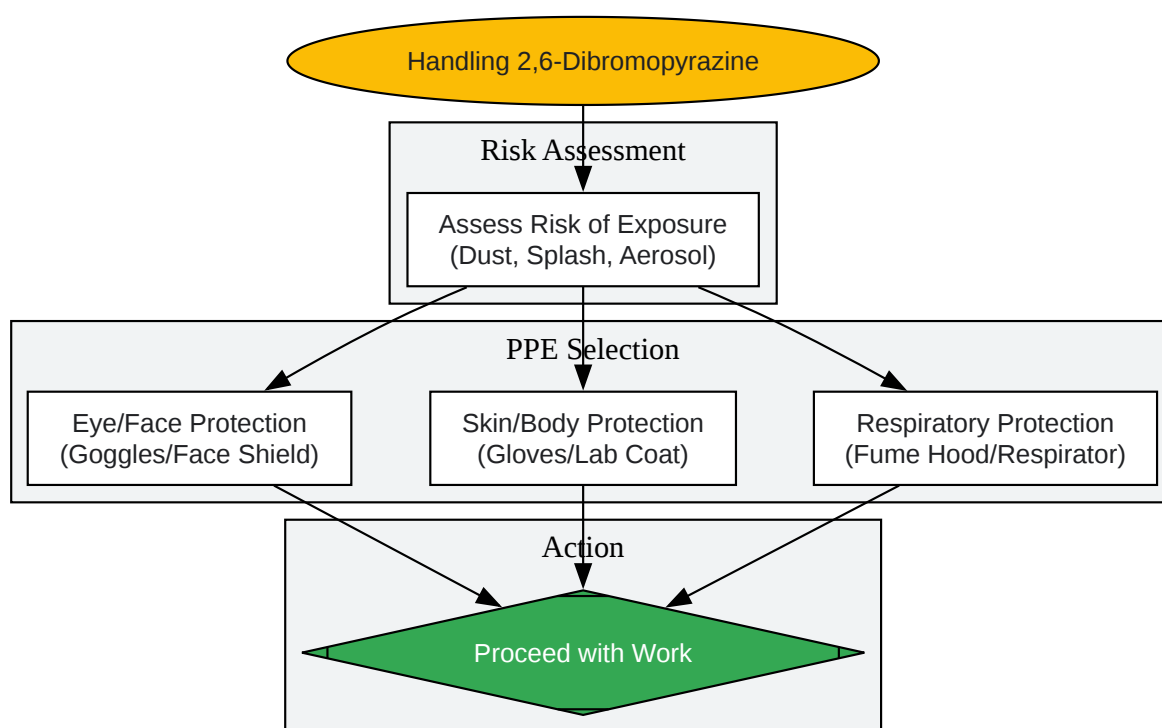 Handling 2,6-Dibromopyrazine
Risk Assessment
Assess Risk of Exposure
(Dust, Splash, Aerosol)
PPE Selection
Eye/Face Protection
(Goggles/Face Shield)
Skin/Body Protection
(Gloves/Lab Coat)
Respiratory Protection
(Fume Hood/Respirator)
Action
Proceed with Work